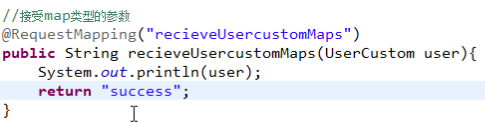 //接受map类型的参数
@RequestMapping("recieveUsercustomMaps")
public String recieveUsercustomMaps(UserCustom user){
    System.out.println(user);
    return "success";
}